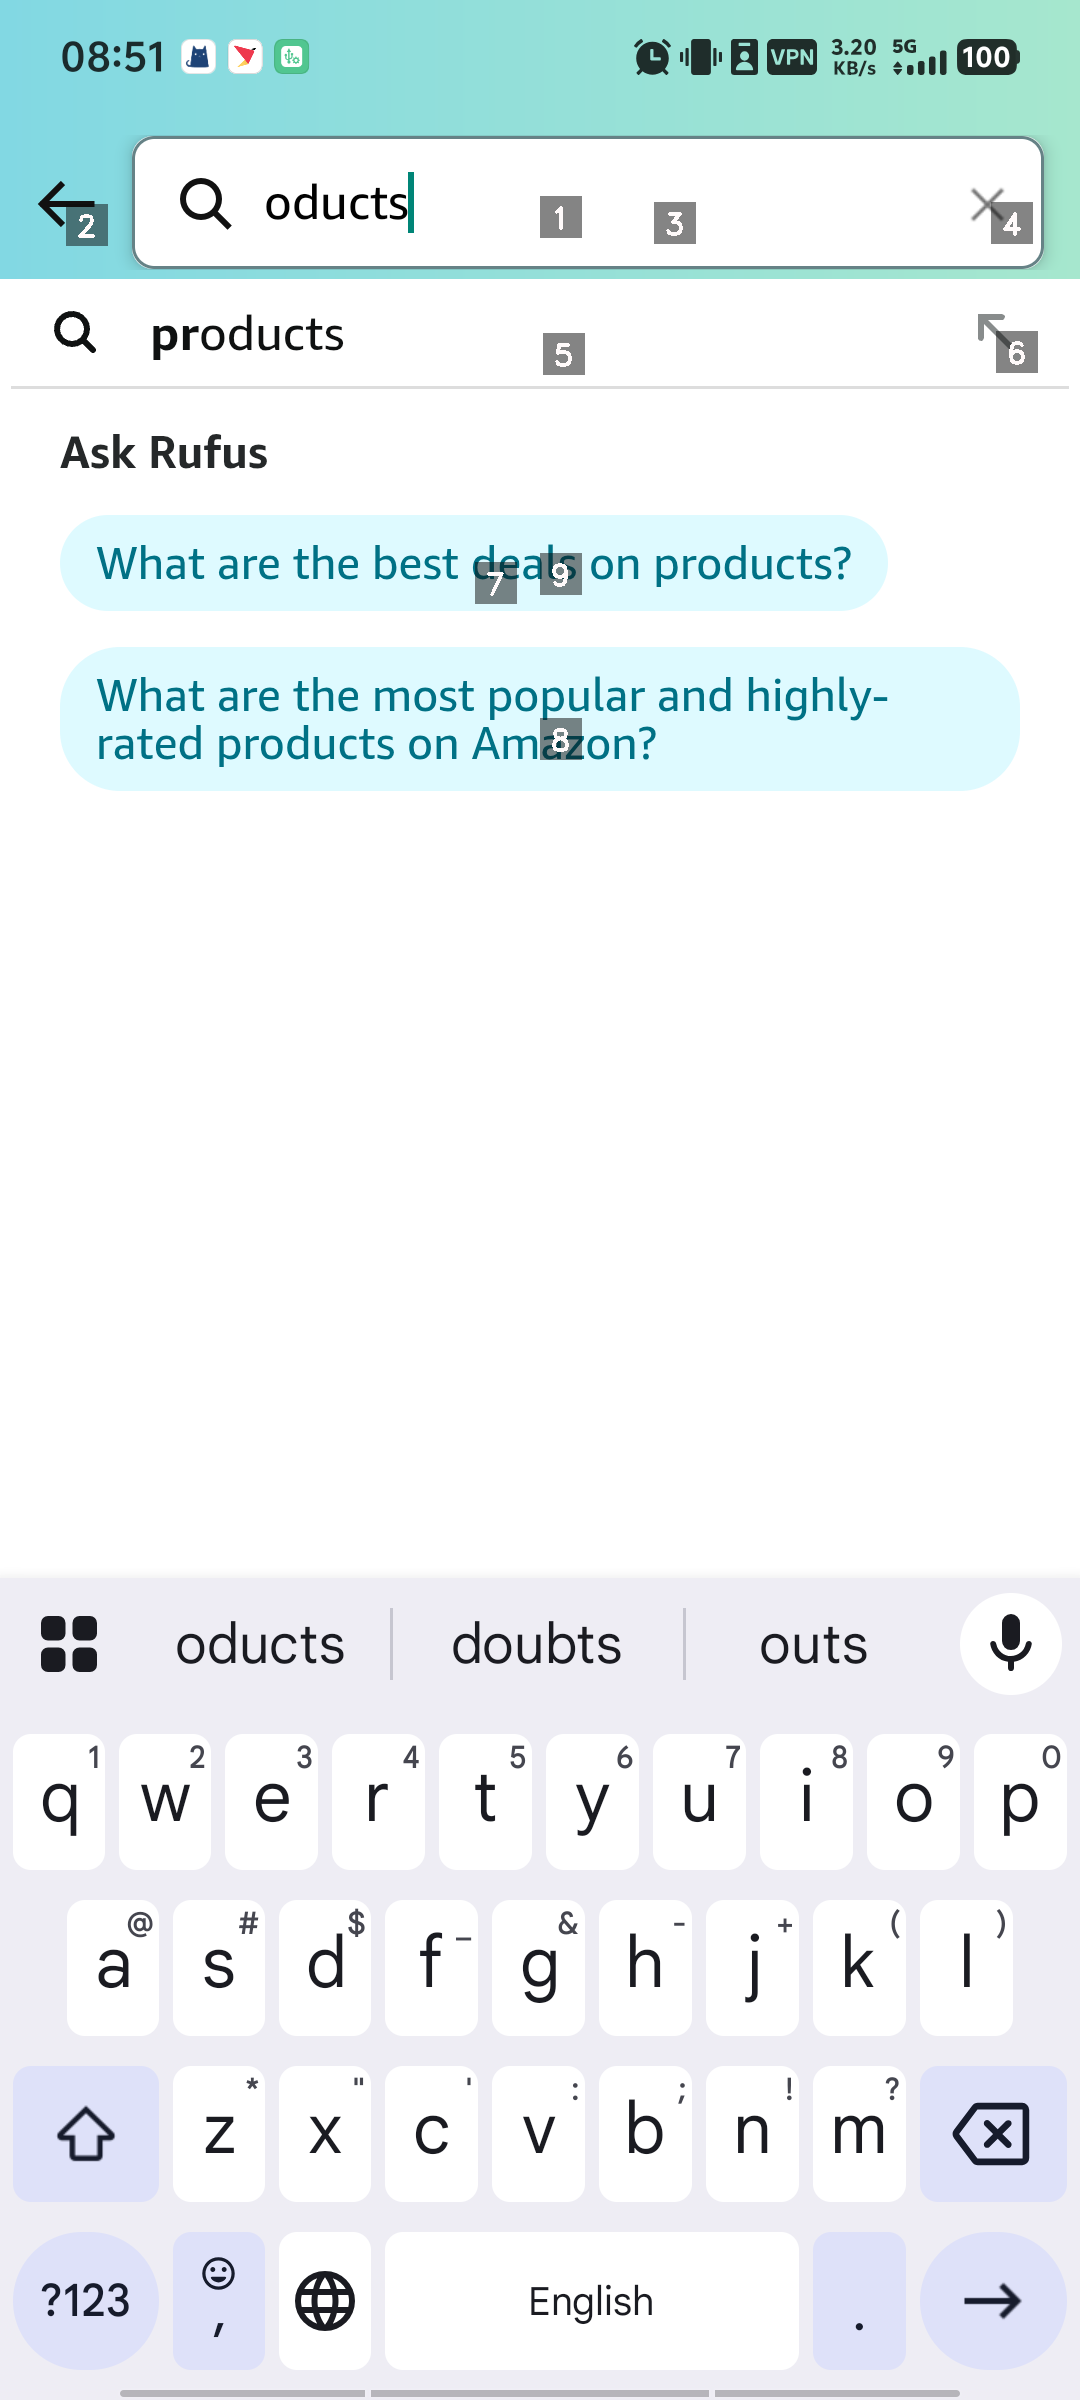 08:51 VPN 3.20 KB/s 5G 100
oducts
1 2 3 4
products
5 6
Ask Rufus
What are the best deals on products?
7 9
What are the most popular and highly-
rated products on Amazon?
8
oducts doubts outs
1 2 3 4 5 6 7 8 9 0
q w e r t y u i o p
@ # $ _ & - + ( )
a s d f g h j k l
* " ' : ; ! ?
z x c v b n m
?123 , English .